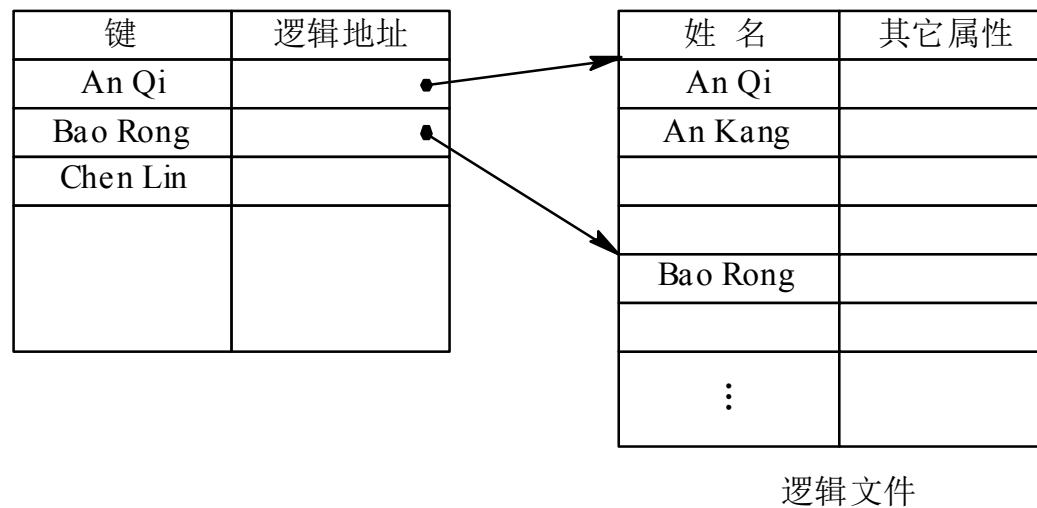 键 逻辑地址
An Qi
Bao Rong
Chen Lin
姓 名 其它属性
An Qi
An Kang
Bao Rong
⋮
逻辑文件